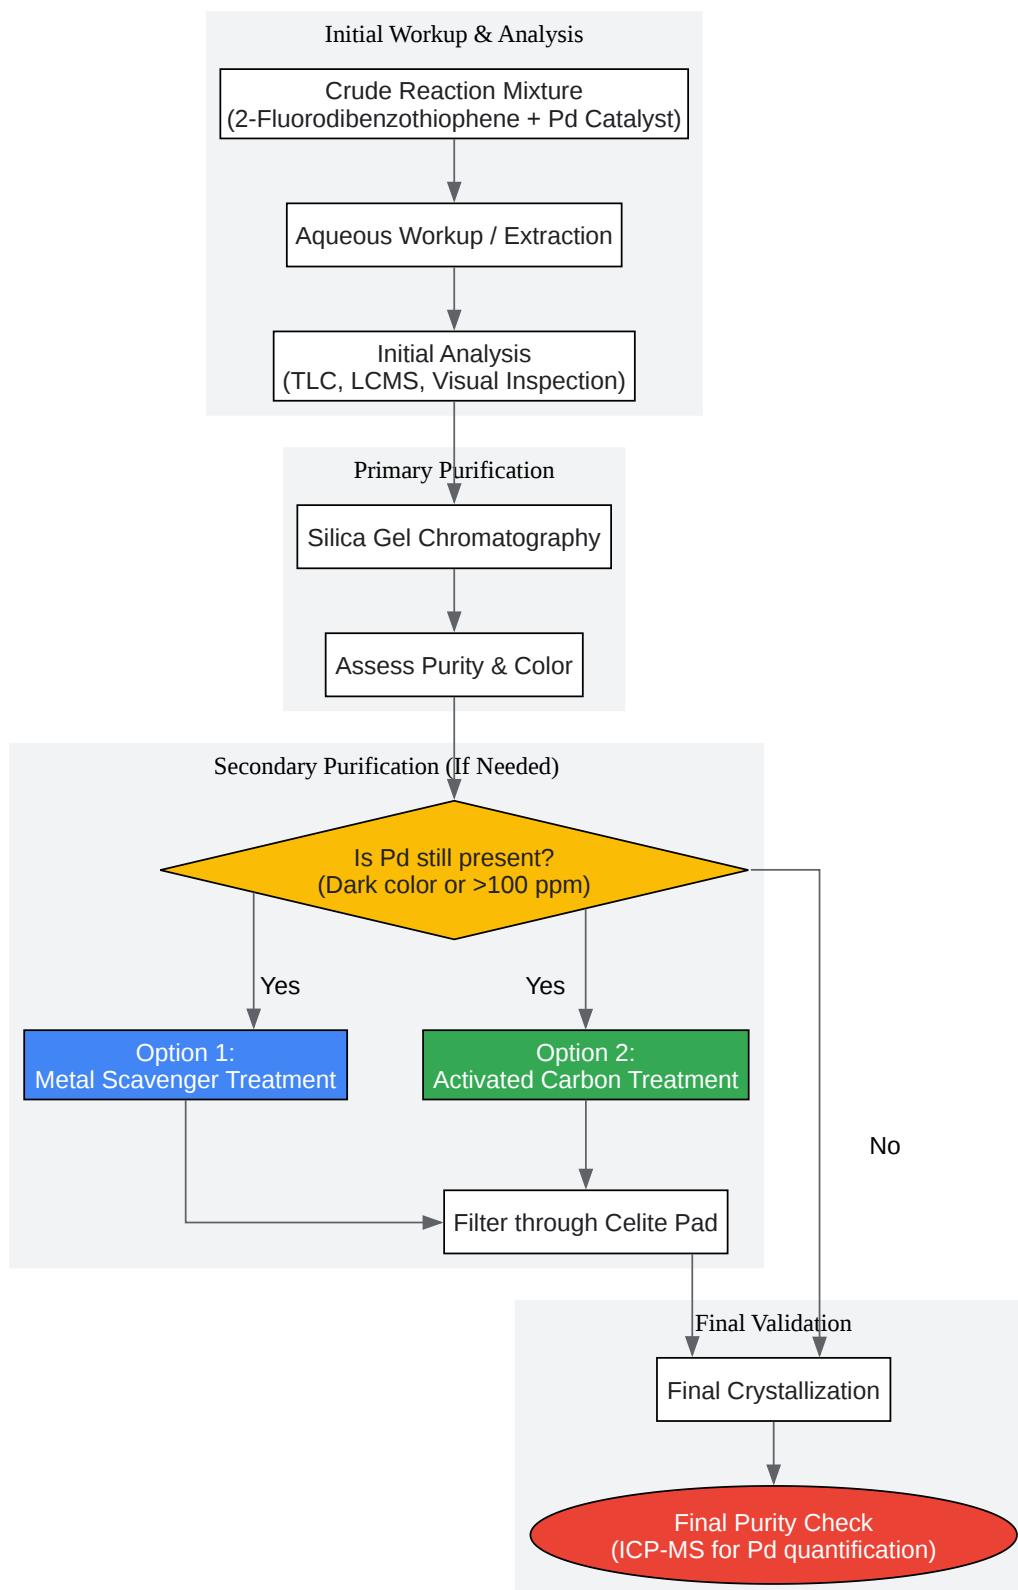 Initial Workup & Analysis
Crude Reaction Mixture
(2-Fluorodibenzothiophene + Pd Catalyst)
Aqueous Workup / Extraction
Initial Analysis
(TLC, LCMS, Visual Inspection)
Primary Purification
Silica Gel Chromatography
Assess Purity & Color
Secondary Purification (If Needed)
Is Pd still present?
(Dark color or >100 ppm)
Yes
Yes
Option 1:
Metal Scavenger Treatment
Option 2:
Activated Carbon Treatment
No
Filter through Celite Pad
Final Validation
Final Crystallization
Final Purity Check
(ICP-MS for Pd quantification)